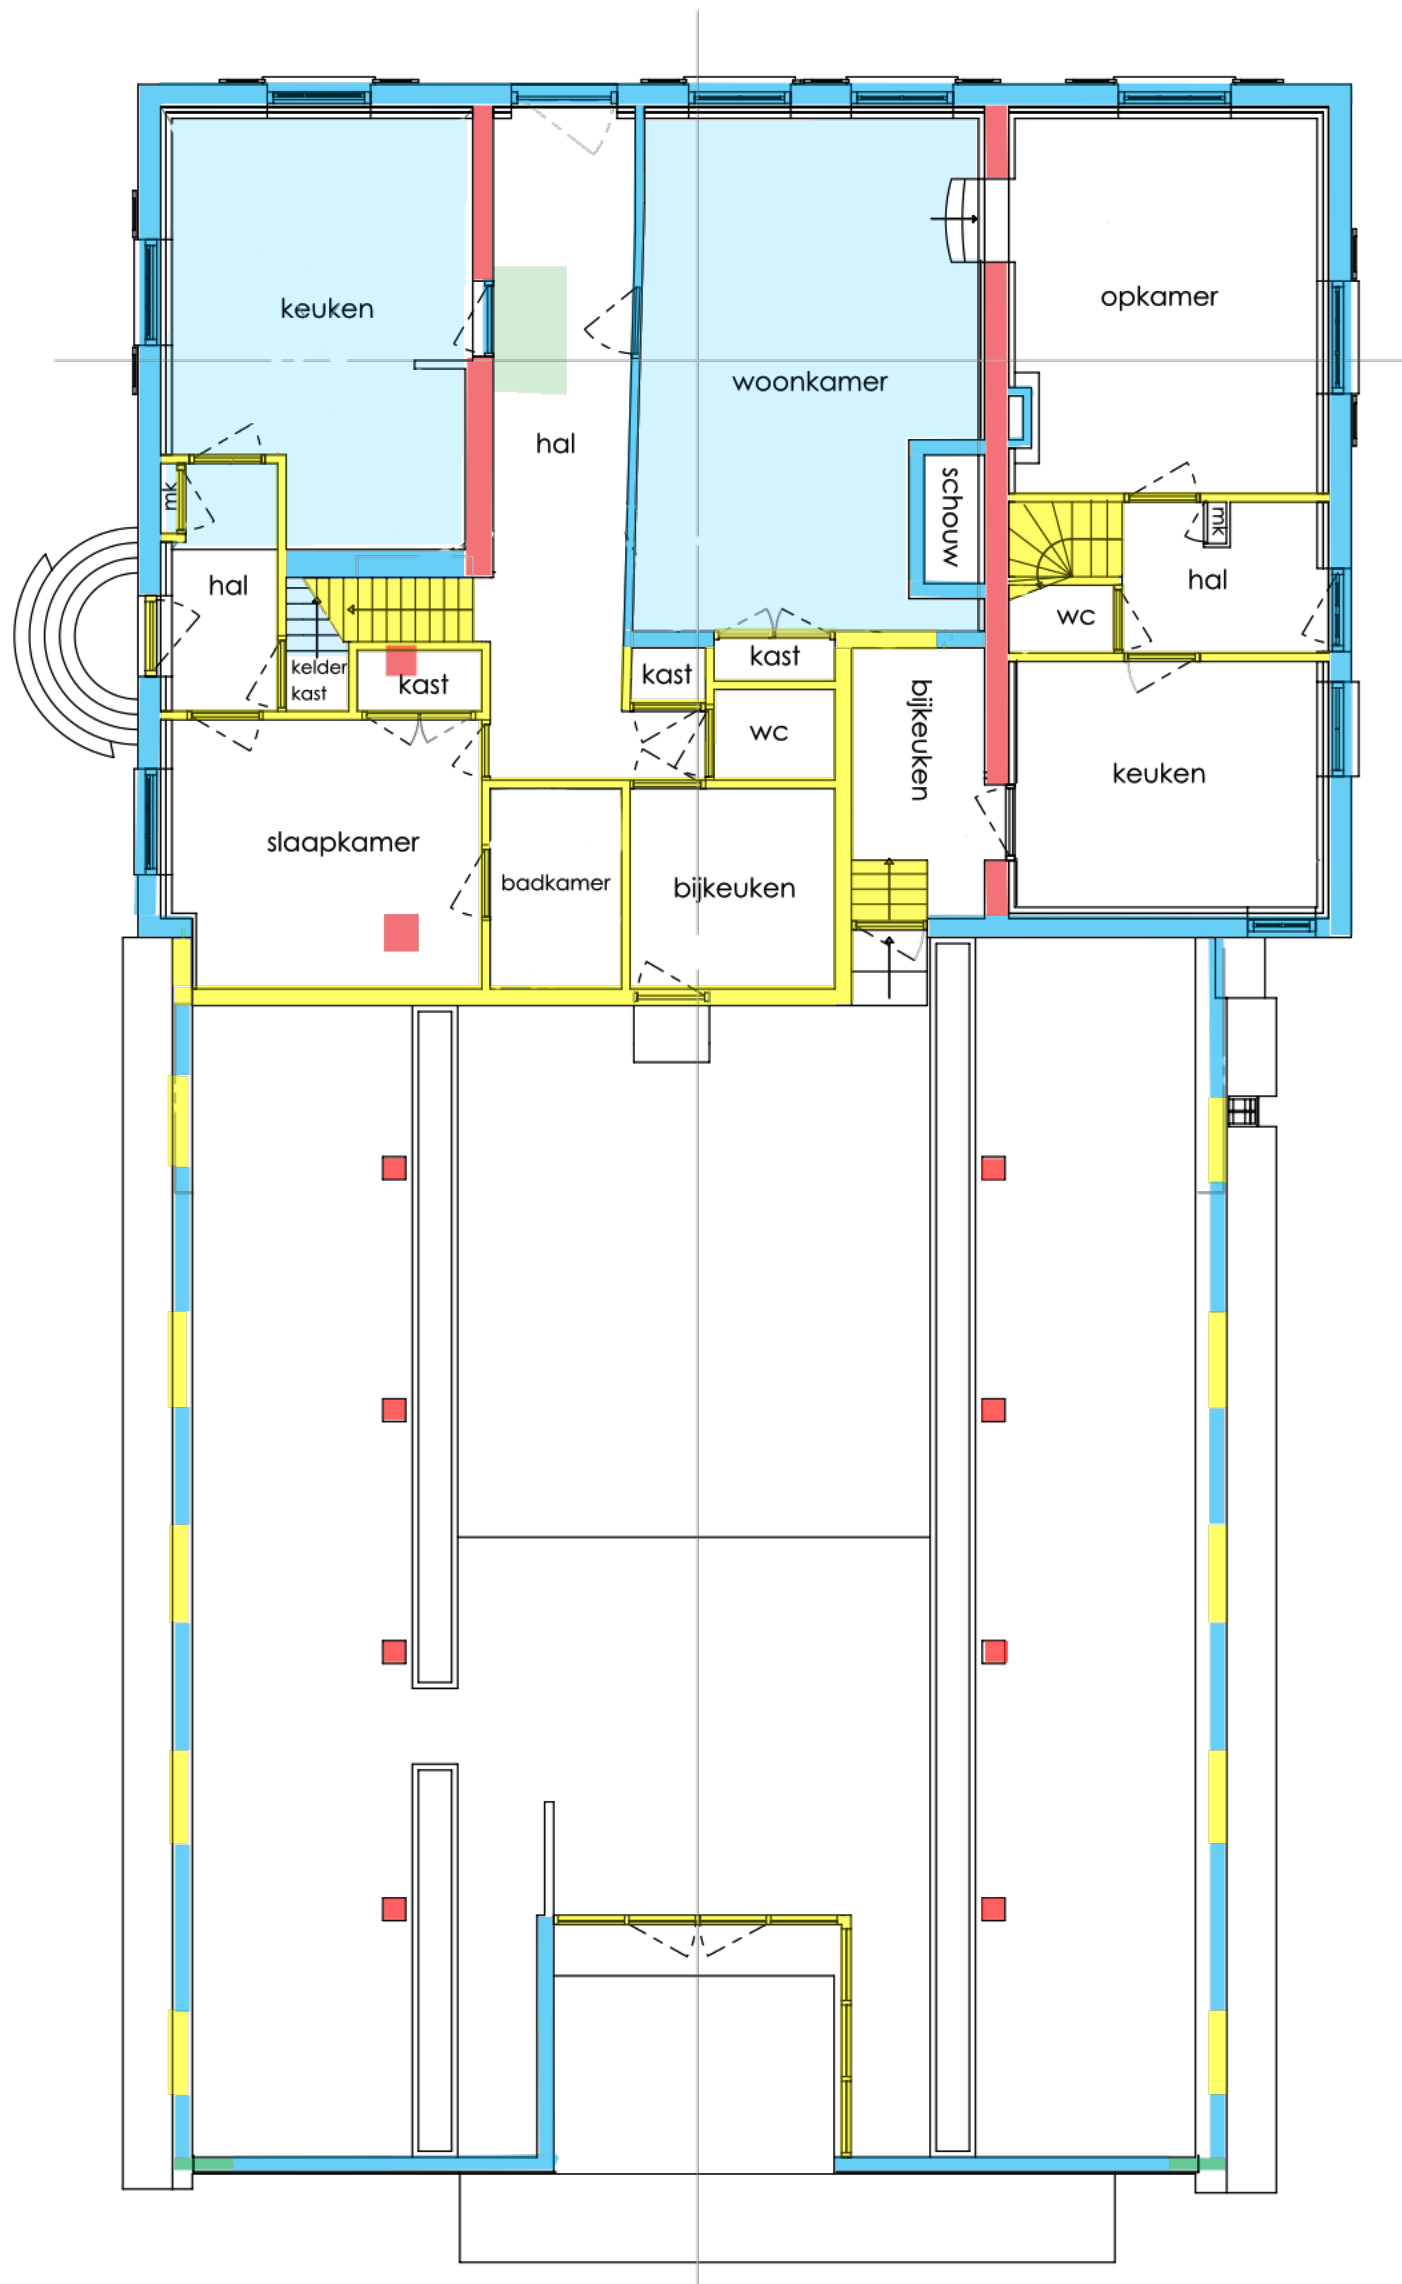 keuken
opkamer
woonkamer
hal
schouw
mk
mk
hal
hal
wc
kelder
kast
kast
kast
kast
bijkeuken
wc
keuken
slaapkamer
badkamer
bijkeuken